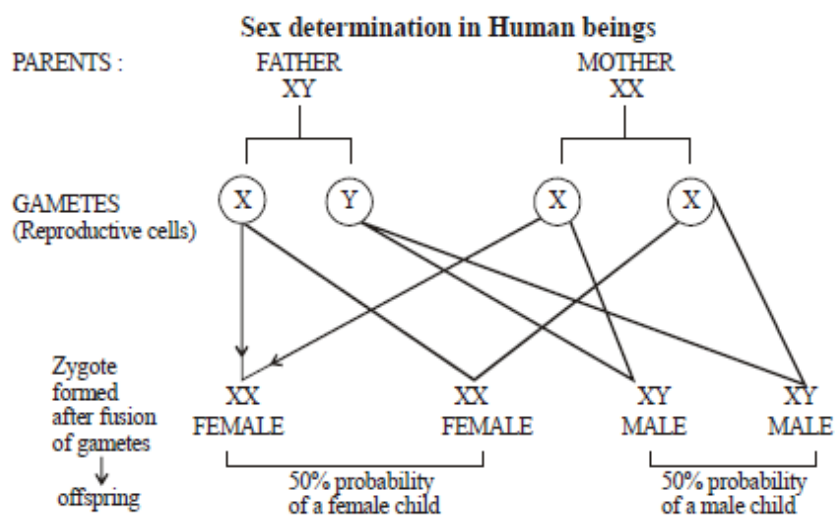 Sex determination in Human beings
PARENTS : FATHER MOTHER
XY XX
X Y X X
GAMETES
(Reproductive cells)
Zygote
formed
after fusion
of gametes
offspring
XX XX XY XY
FEMALE FEMALE MALE MALE
50% probability
of a female child
50% probability
of a male child